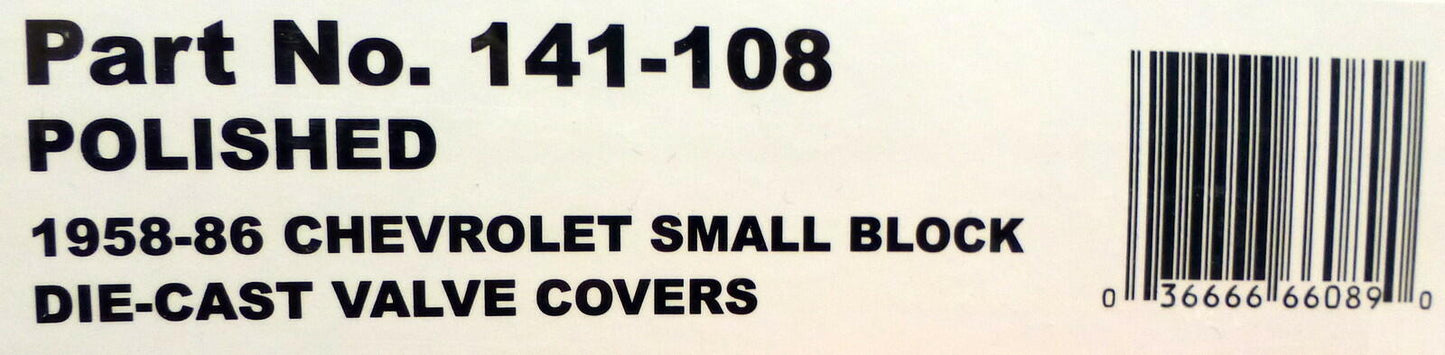 Part No. 141-108
POLISHED
1958-86 CHEVROLET SMALL BLOCK
DIE-CAST VALVE COVERS
0 36666 66089 0